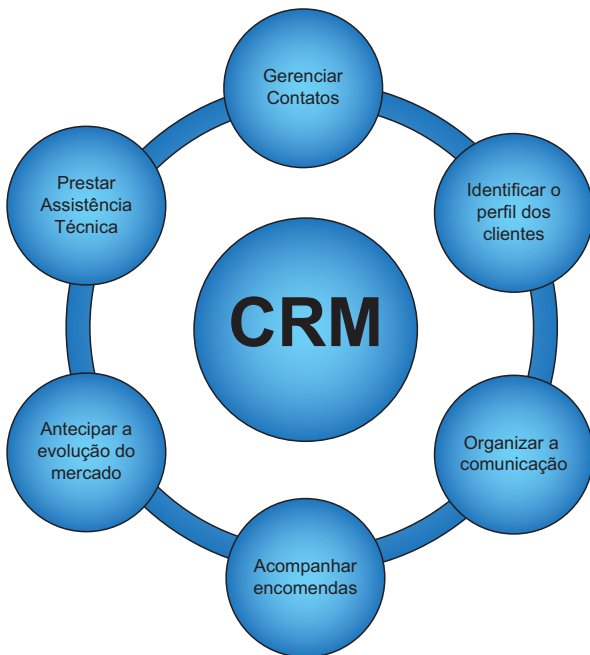 Gerenciar
Contatos
Identificar o
perfil dos
clientes
Organizar a
comunicação
Acompanhar
encomendas
Antecipar a
evolução do
mercado
Prestar
Assistência
Técnica
CRM